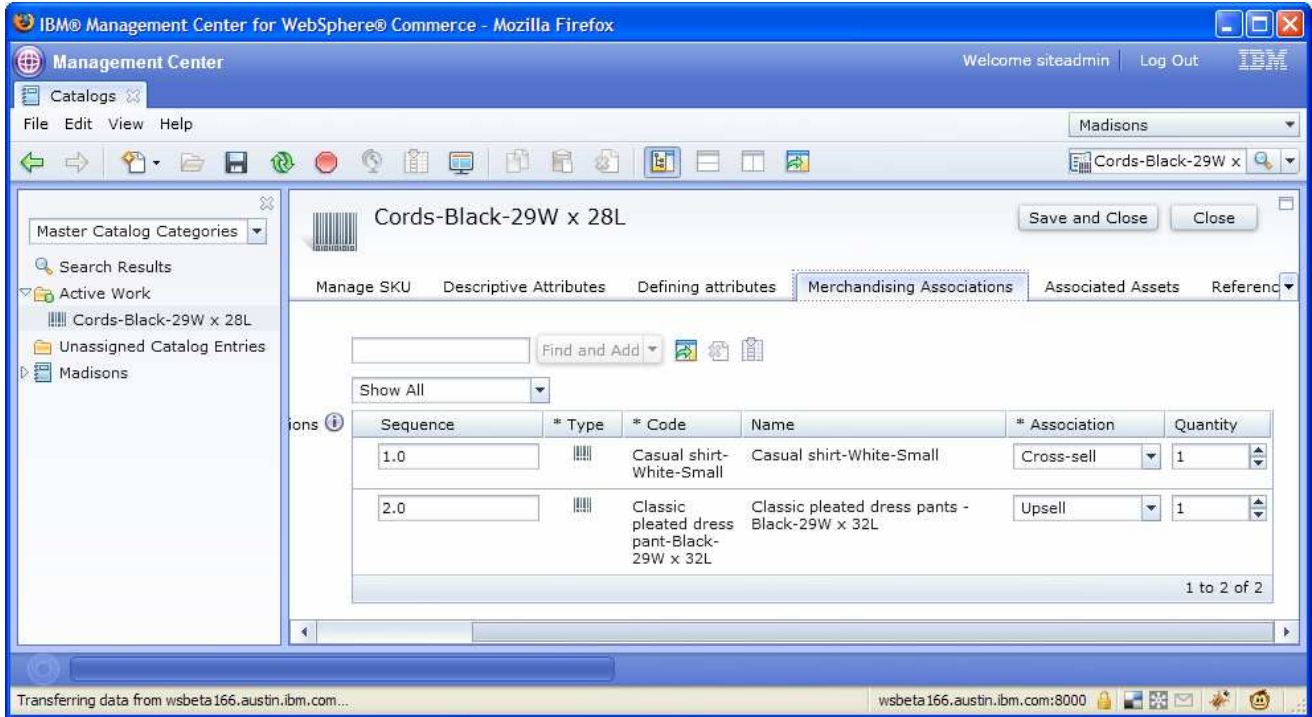 IBM® Management Center for WebSphere® Commerce - Mozilla Firefox
Management Center
Welcome siteadmin Log Out IBM
Catalogs
File Edit View Help
Madisons
Cords-Black-29W x
Cords-Black-29W x 28L
Save and Close Close
Master Catalog Categories
Search Results
Active Work
Cords-Black-29W x 28L
Unassigned Catalog Entries
Madisons
Manage SKU Descriptive Attributes Defining attributes Merchandising Associations Associated Assets Referenc
Find and Add
Show All
ions
Sequence * Type * Code Name * Association Quantity
1.0 Casual shirt- Casual shirt-White-Small Cross-sell 1
White-Small
2.0 Classic Classic pleated dress pants - Upsell 1
pleated dress Black-29W x 32L
pant-Black-
29W x 32L
1 to 2 of 2
Transferring data from wsbeta166.austin.ibm.com...
wsbeta166.austin.ibm.com:8000